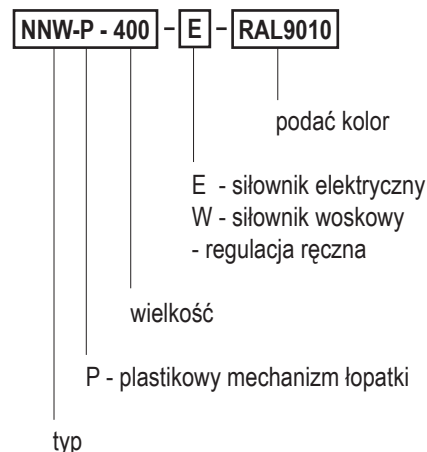 NNW-P - 400 - E - RAL9010
podać kolor
E - siłownik elektryczny
W - siłownik woskowy
- regulacja ręczna
wielkość
P - plastikowy mechanizm łopatki
typ